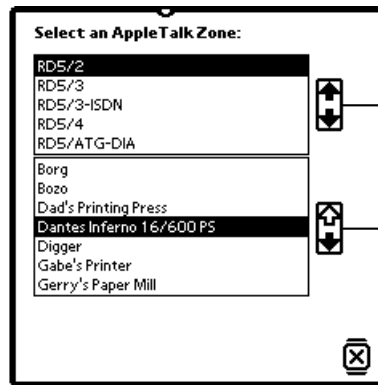 Select an AppleTalk Zone:
RD5/2
RD5/3
RD5/3-ISDN
RD5/4
RD5/ATG-DIA
Borg
Bozo
Dad's Printing Press
Dantes Inferno 16/600 PS
Digger
Gabe's Printer
Gerry's Paper Mill